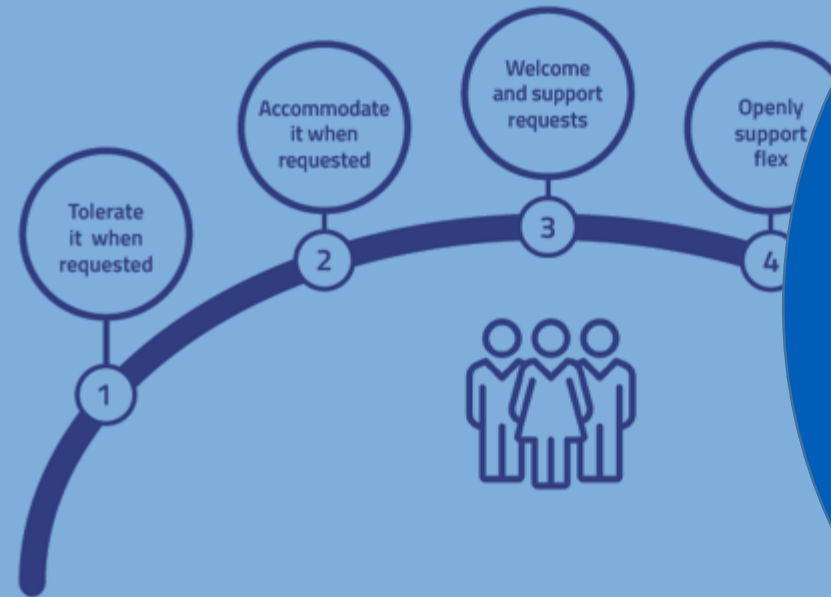 Tolerate
it when
requested
1
Accommodate
it when
requested
2
Welcome
and support
requests
3
Openly
support
flex
4